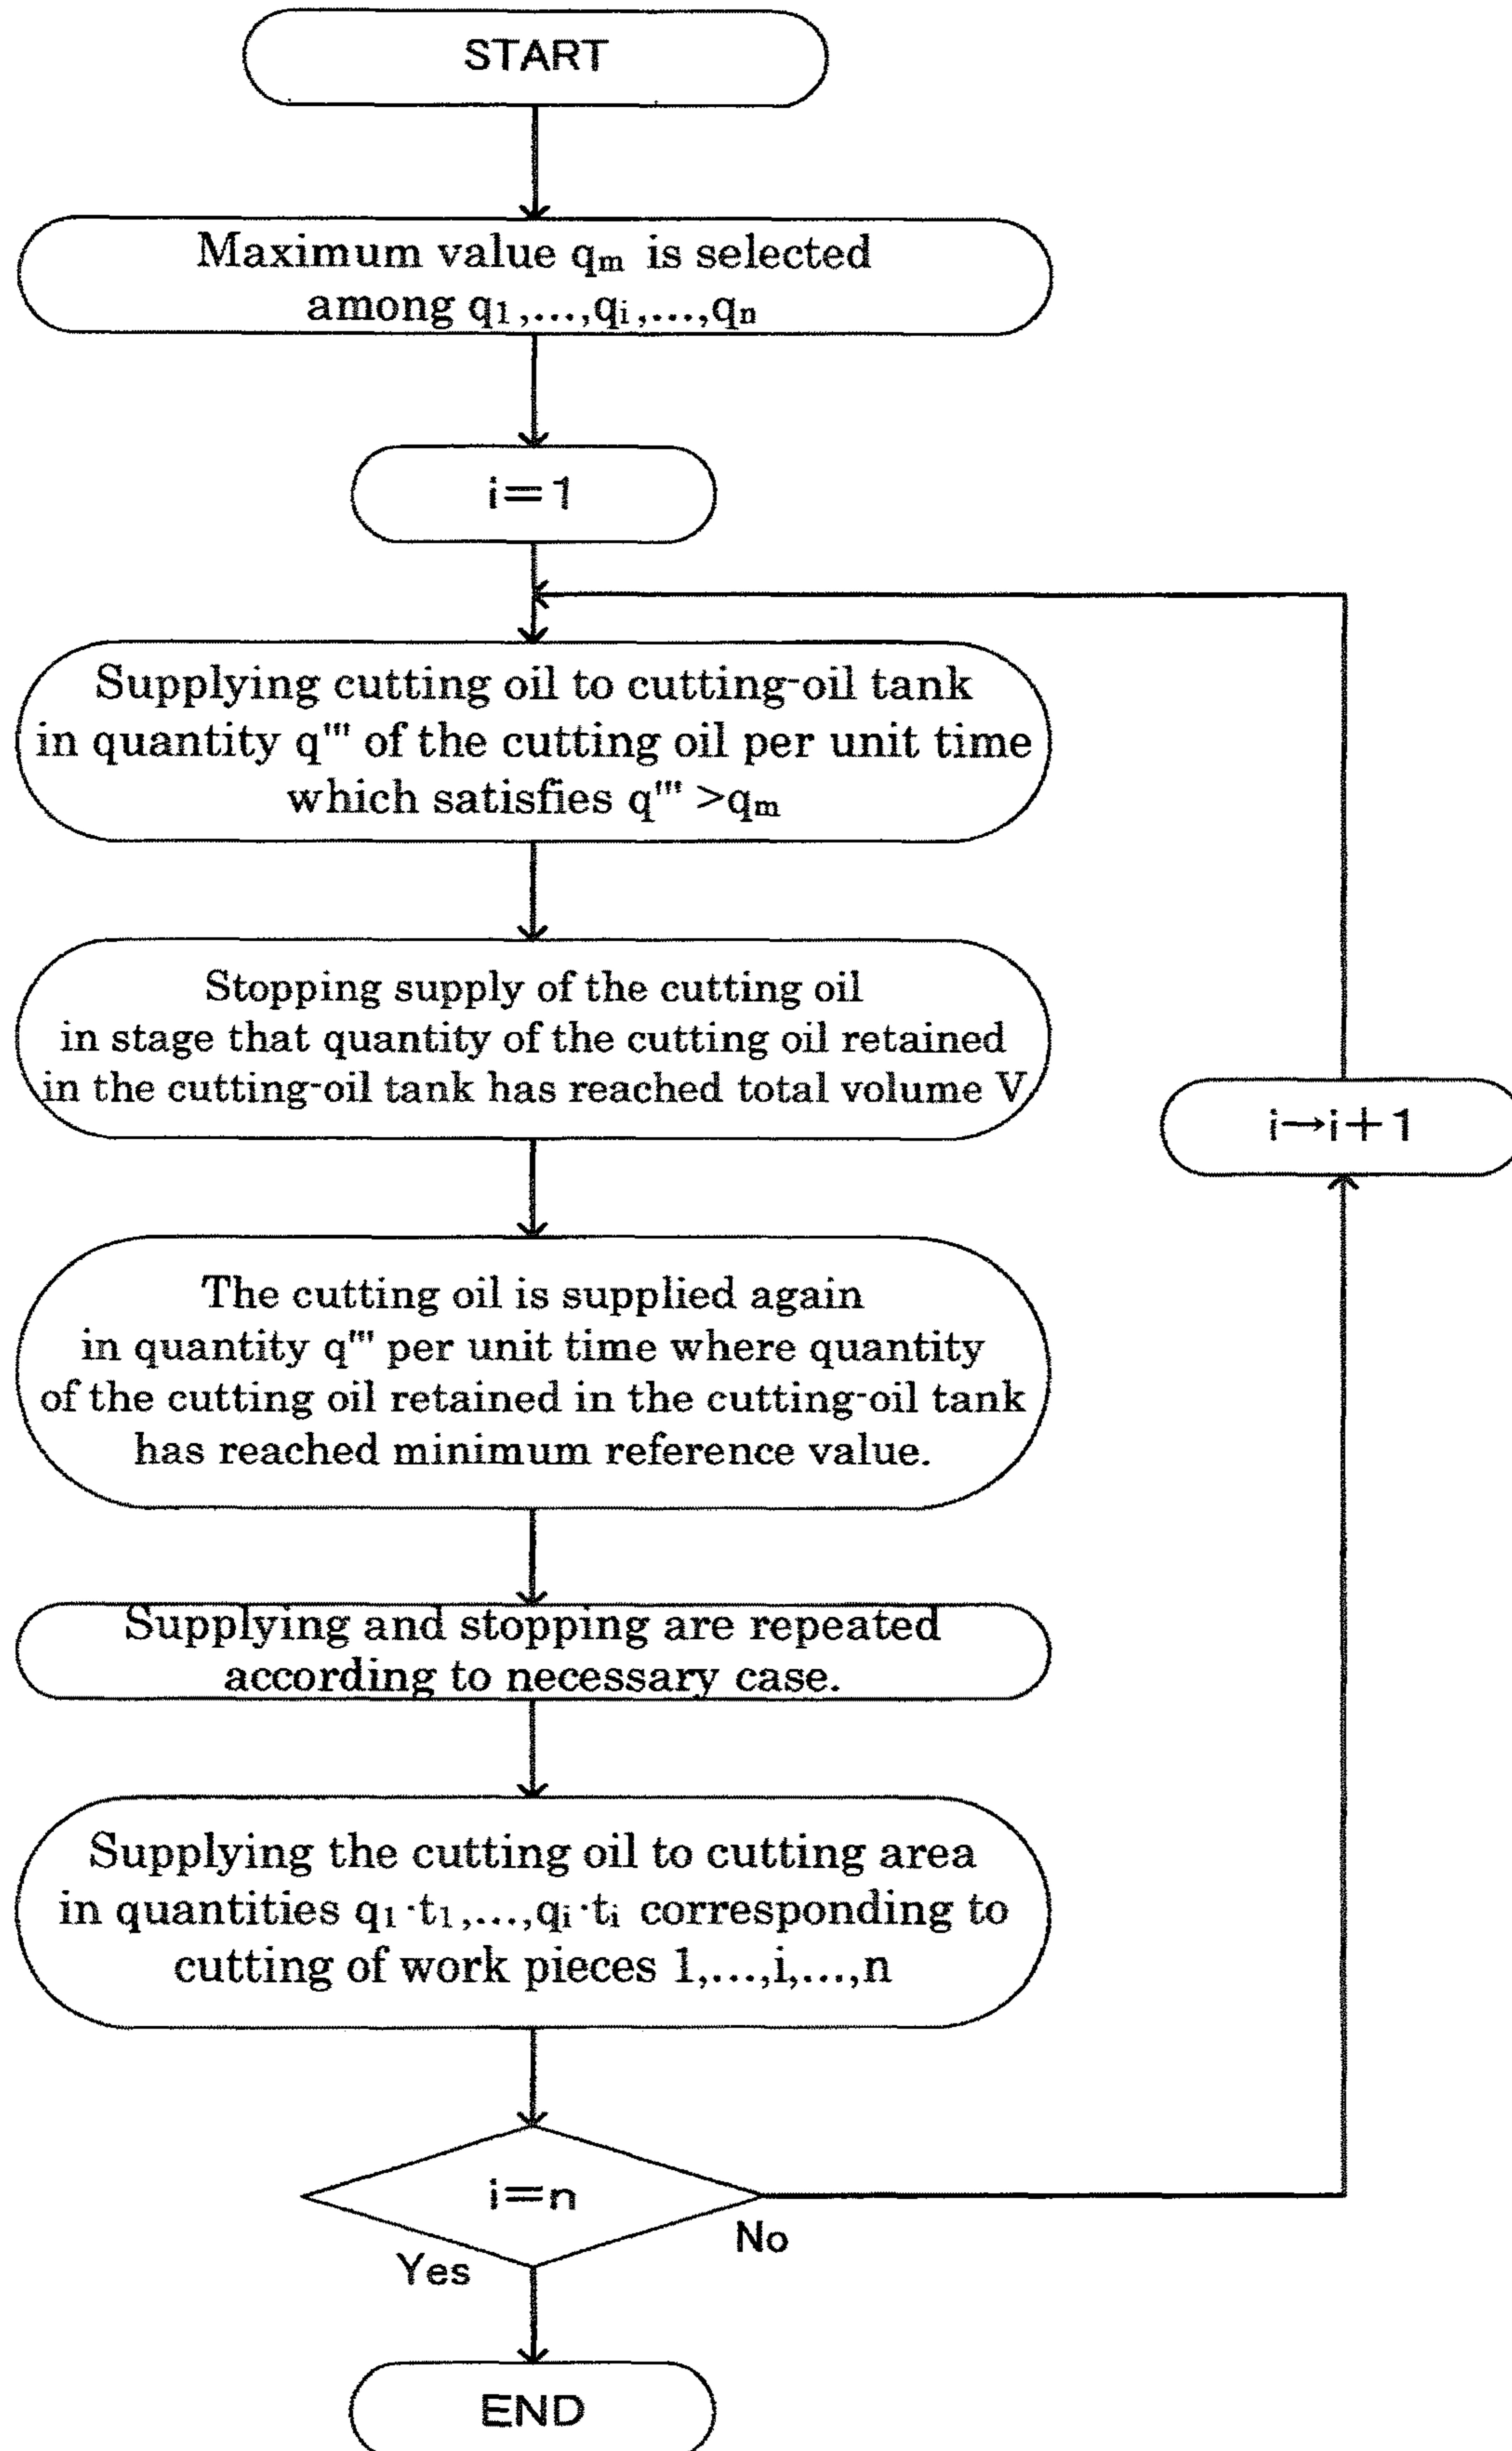 START
Maximum value qm is selected
among q1,...,qi,...,qn
i=1
Supplying cutting oil to cutting-oil tank
in quantity q''' of the cutting oil per unit time
which satisfies q''' >qm
Stopping supply of the cutting oil
in stage that quantity of the cutting oil retained
in the cutting-oil tank has reached total volume V
i→i+1
The cutting oil is supplied again
in quantity q''' per unit time where quantity
of the cutting oil retained in the cutting-oil tank
has reached minimum reference value.
Supplying and stopping are repeated
according to necessary case.
Supplying the cutting oil to cutting area
in quantities q1·t1,...,qi·ti corresponding to
cutting of work pieces 1,...,i,...,n
i=n
No
Yes
END